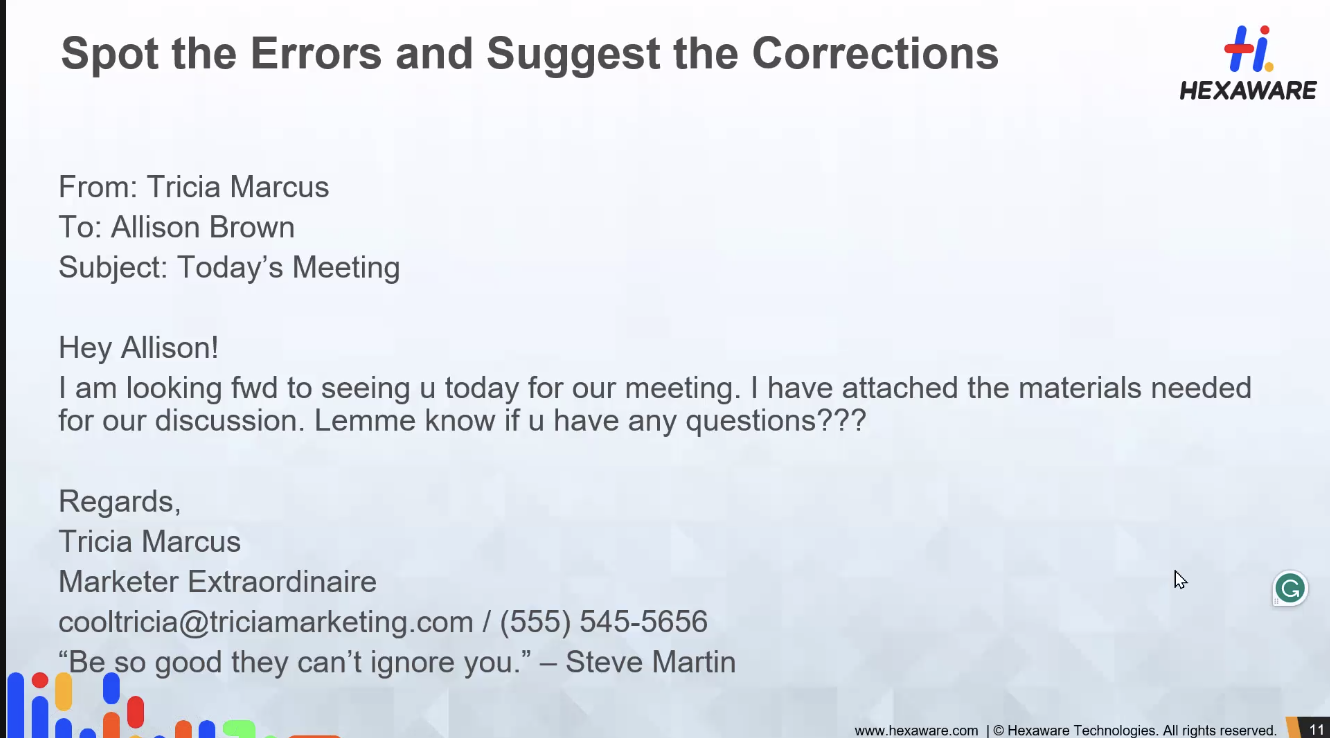 Spot the Errors and Suggest the Corrections
HEXAWARE
From: Tricia Marcus
To: Allison Brown
Subject: Today’s Meeting
Hey Allison!
I am looking fwd to seeing u today for our meeting. I have attached the materials needed
for our discussion. Lemme know if u have any questions???
Regards,
Tricia Marcus
Marketer Extraordinaire
cooltricia@triciamarketing.com / (555) 545-5656
“Be so good they can’t ignore you.” – Steve Martin
www.hexaware.com | © Hexaware Technologies. All rights reserved. 11